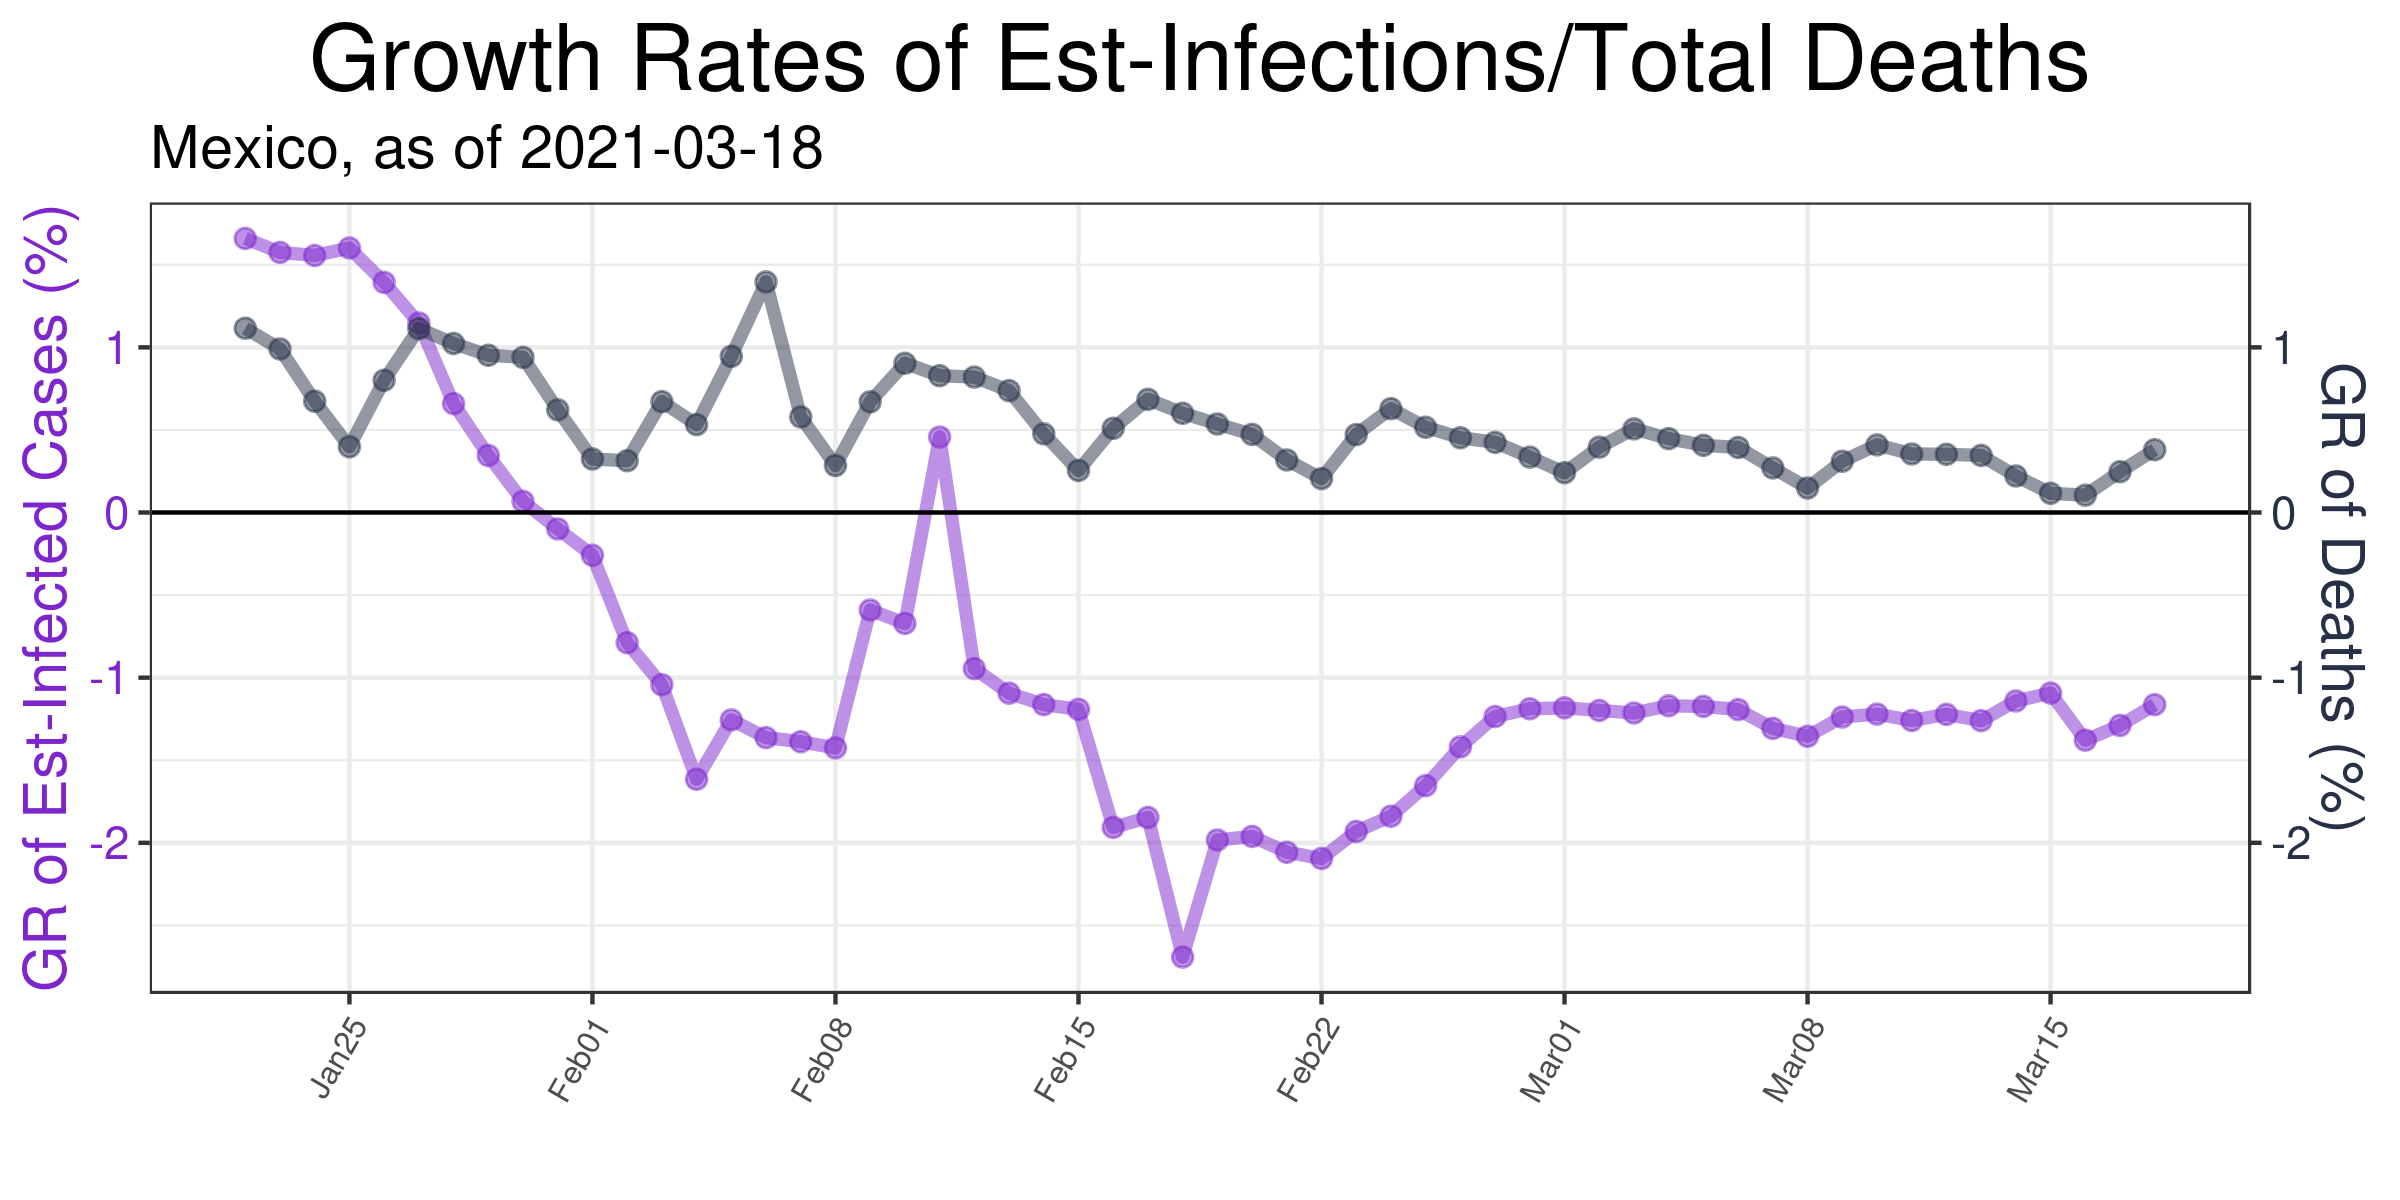 Growth Rates of Est-Infections/Total Deaths
Mexico, as of 2021-03-18
GR of Est-Infected Cases (%)
1
0
-1
-2
1
0
-1
-2
GR of Deaths (%)
Jan25
Feb01
Feb08
Feb15
Feb22
Mar01
Mar08
Mar15